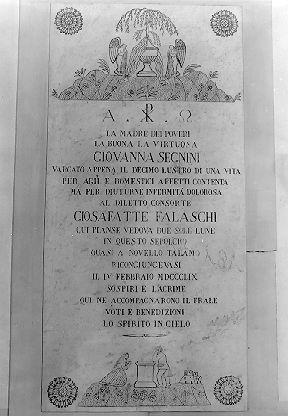 Α . ☧ . Ω
LA MADRE DEI POVERI
LA BUONA LA VIRTUOSA
GIOVANNA SEGNINI
VARCATO APPENA IL DECIMO LUSTRO DI UNA VITA
PER AGII E DOMESTICI AFFETTI CONTENTA
MA PER DIUTURNE INFERMITÀ DOLOROSA
AL DILETTO CONSORTE
GIOSAFATTE FALASCHI
CUI PIANSE VEDOVA DUE SOLE LUNE
IN QUESTO SEPOLCRO
QUASI A NOVELLO TALAMO
RICONGIUNGEVASI
IL IV FEBBRAIO MDCCCLIX
SOSPIRI E LACRIME
QUI NE ACCOMPAGNARONO IL FRALE
VOTI E BENEDIZIONI
LO SPIRITO IN CIELO